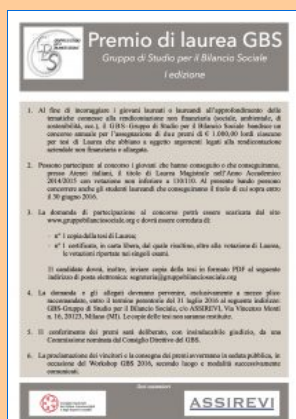 Premio di laurea GBS
Gruppo di Studio per il Bilancio Sociale
I edizione
1. Al fine di incoraggiare i giovani laureati e laureandi all'approfondimento delle
tematiche connesse alla rendicontazione non finanziaria (sociale, ambientale, di
sostenibilità, ecc.), il GBS-Gruppo di Studio per il Bilancio Sociale bandisce un
concorso annuale per l'assegnazione di due premi di € 1.000,00 lordi ciascuno
per tesi di Laurea che abbiano a oggetto argomenti legati alla rendicontazione
aziendale non finanziaria e allargata.
2. Possono partecipare al concorso i giovani che hanno conseguito o che conseguiranno,
presso Atenei italiani, il titolo di Laurea Magistrale nell'Anno Accademico
2014/2015 con votazione non inferiore a 110/110. Al presente bando possono
concorrere anche gli studenti laureandi che conseguiranno il titolo di cui sopra entro
il 30 giugno 2016.
3. La domanda di partecipazione al concorso potrà essere scaricata dal sito
www.gruppobilanciosociale.org e dovrà essere corredata di:
- n° 1 copia della tesi di Laurea;
- n° 1 certificato, in carta libera, dal quale risultino, oltre alla votazione di Laurea,
le votazioni riportate nei singoli esami.
Il candidato dovrà, inoltre, inviare copia della tesi in formato PDF al seguente
indirizzo di posta elettronica: segreteria@gruppobilanciosociale.org
4. La domanda e gli allegati dovranno pervenire, esclusivamente a mezzo plico
raccomandato, entro il termine perentorio del 31 luglio 2016 al seguente indirizzo:
GBS-Gruppo di Studio per il Bilancio Sociale, c/o ASSIREVI, Via Vincenzo Monti
n. 16, 20123, Milano (MI). Le copie delle tesi non saranno restituite.
5. Il conferimento dei premi sarà deliberato, con insindacabile giudizio, da una
Commissione nominata dal Consiglio Direttivo del GBS.
6. La proclamazione dei vincitori e la consegna dei premi avverranno in seduta pubblica, in
occasione del Workshop GBS 2016, secondo luogo e modalità successivamente
comunicati.
ASSIREVI